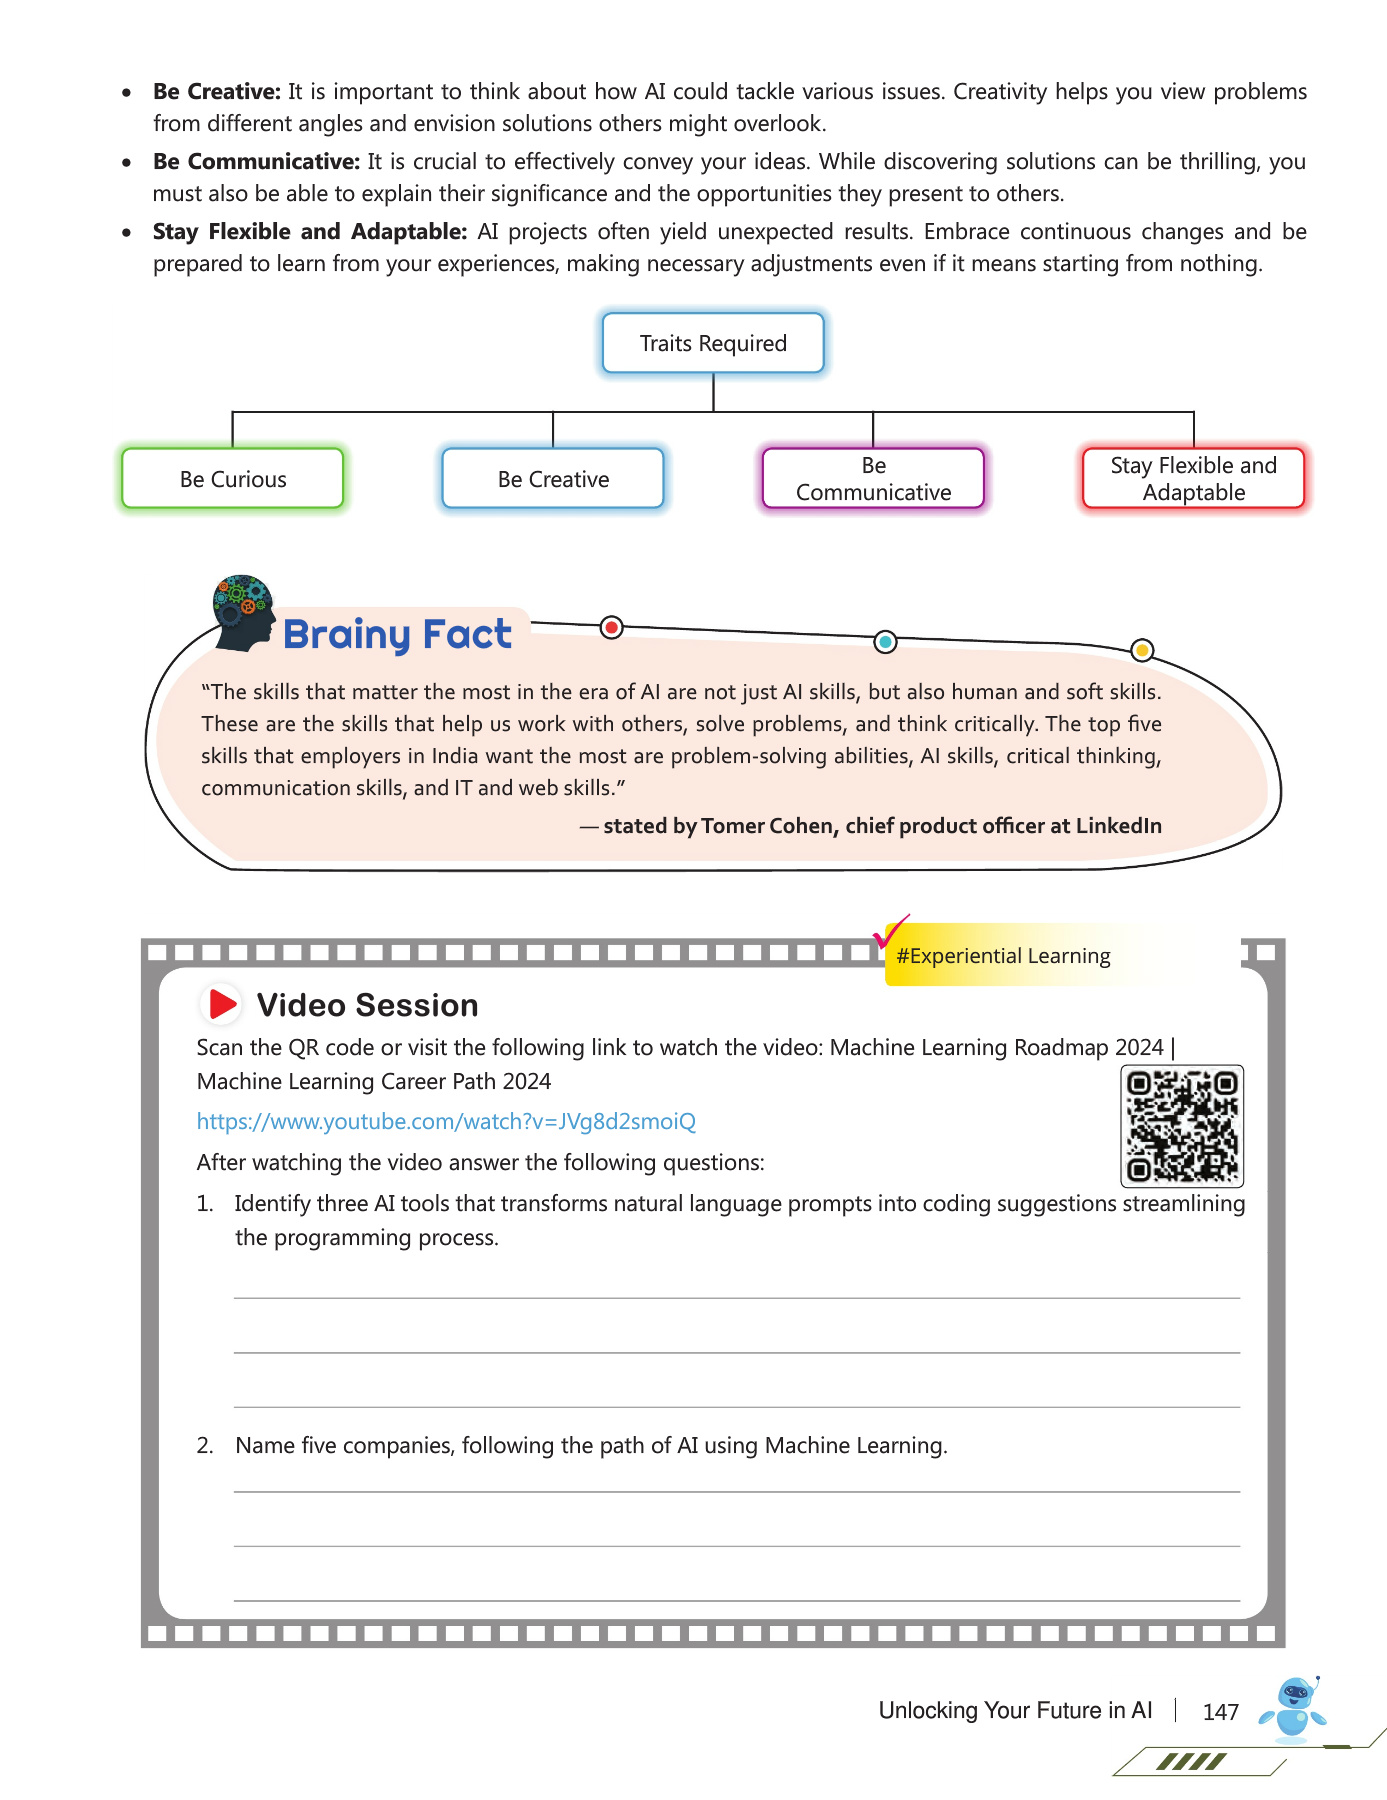 • Be Creative: It is important to think about how AI could tackle various issues. Creativity helps you view problems
from different angles and envision solutions others might overlook.
• Be Communicative: It is crucial to effectively convey your ideas. While discovering solutions can be thrilling, you
must also be able to explain their significance and the opportunities they present to others.
• Stay Flexible and Adaptable: AI projects often yield unexpected results. Embrace continuous changes and be
prepared to learn from your experiences, making necessary adjustments even if it means starting from nothing.
Traits Required
Be Curious
Be Creative
Be
Communicative
Stay Flexible and
Adaptable
Brainy Fact
“The skills that matter the most in the era of AI are not just AI skills, but also human and soft skills.
These are the skills that help us work with others, solve problems, and think critically. The top five
skills that employers in India want the most are problem-solving abilities, AI skills, critical thinking,
communication skills, and IT and web skills.”
— stated by Tomer Cohen, chief product officer at LinkedIn
#Experiential Learning
Video Session
Scan the QR code or visit the following link to watch the video: Machine Learning Roadmap 2024 |
Machine Learning Career Path 2024
https://www.youtube.com/watch?v=JVg8d2smoiQ
After watching the video answer the following questions:
1. Identify three AI tools that transforms natural language prompts into coding suggestions streamlining
the programming process.
2. Name five companies, following the path of AI using Machine Learning.
Unlocking Your Future in AI | 147